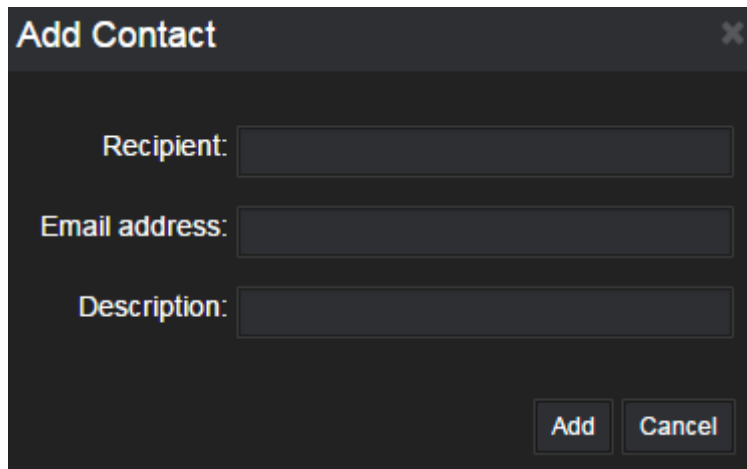 Add Contact
Recipient:
Email address:
Description:
Add Cancel